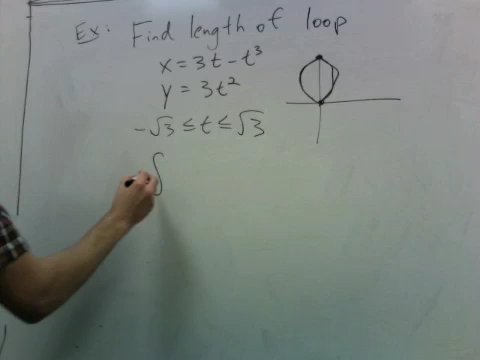 Ex: Find length of loop
x = 3t - t³
y = 3t²
-√3 ≤ t ≤ √3
∫